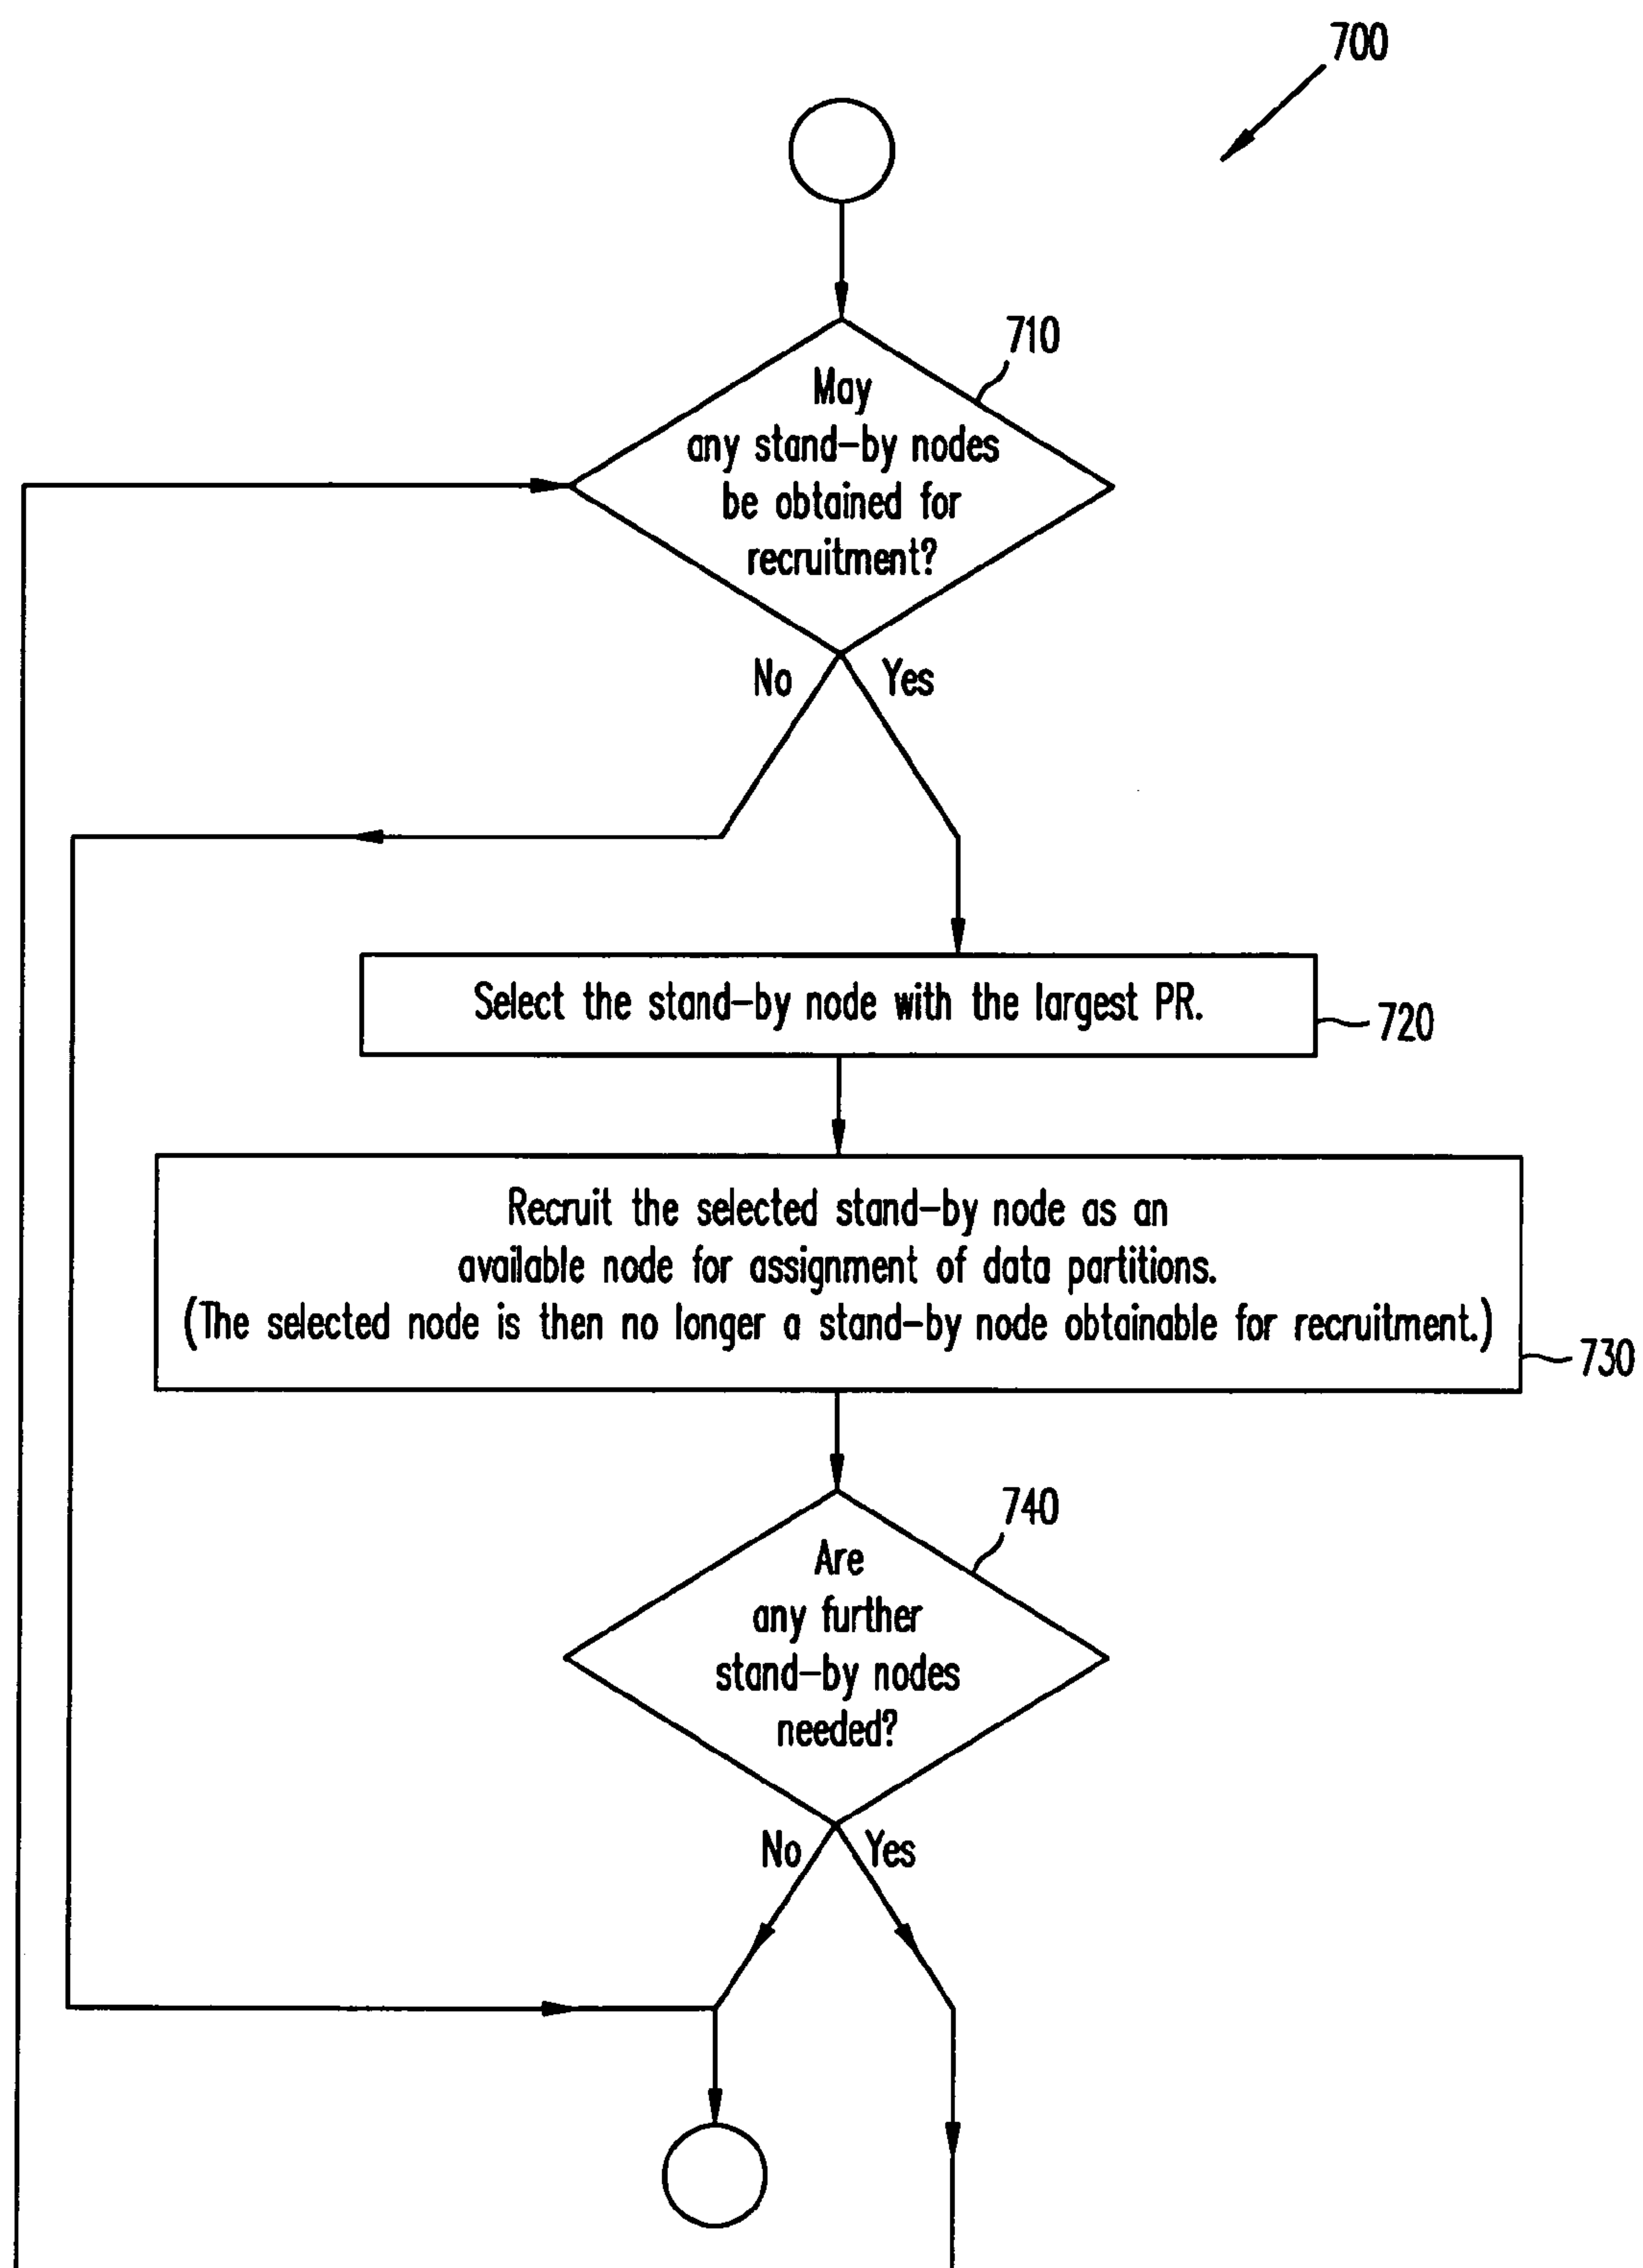 700
710
May
any stand-by nodes
be obtained for
recruitment?
No Yes
Select the stand-by node with the largest PR.
720
Recruit the selected stand-by node as an
available node for assignment of data partitions.
(The selected node is then no longer a stand-by node obtainable for recruitment.)
730
740
Are
any further
stand-by nodes
needed?
No Yes